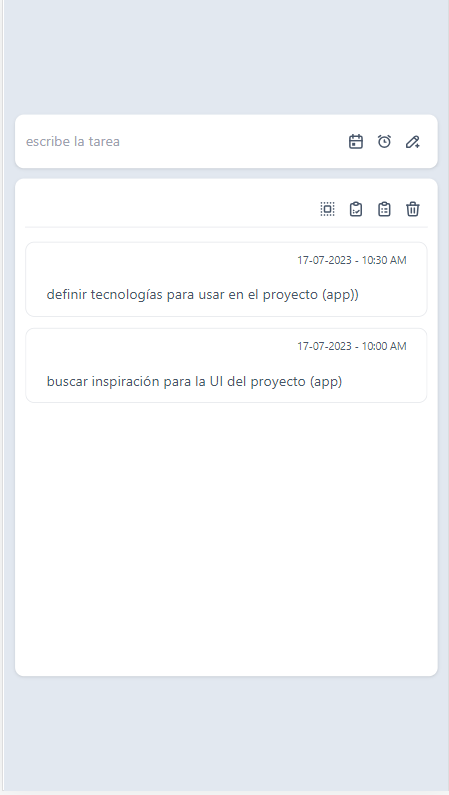 escribe la tarea
17-07-2023 - 10:30 AM
definir tecnologías para usar en el proyecto (app))
17-07-2023 - 10:00 AM
buscar inspiración para la UI del proyecto (app)